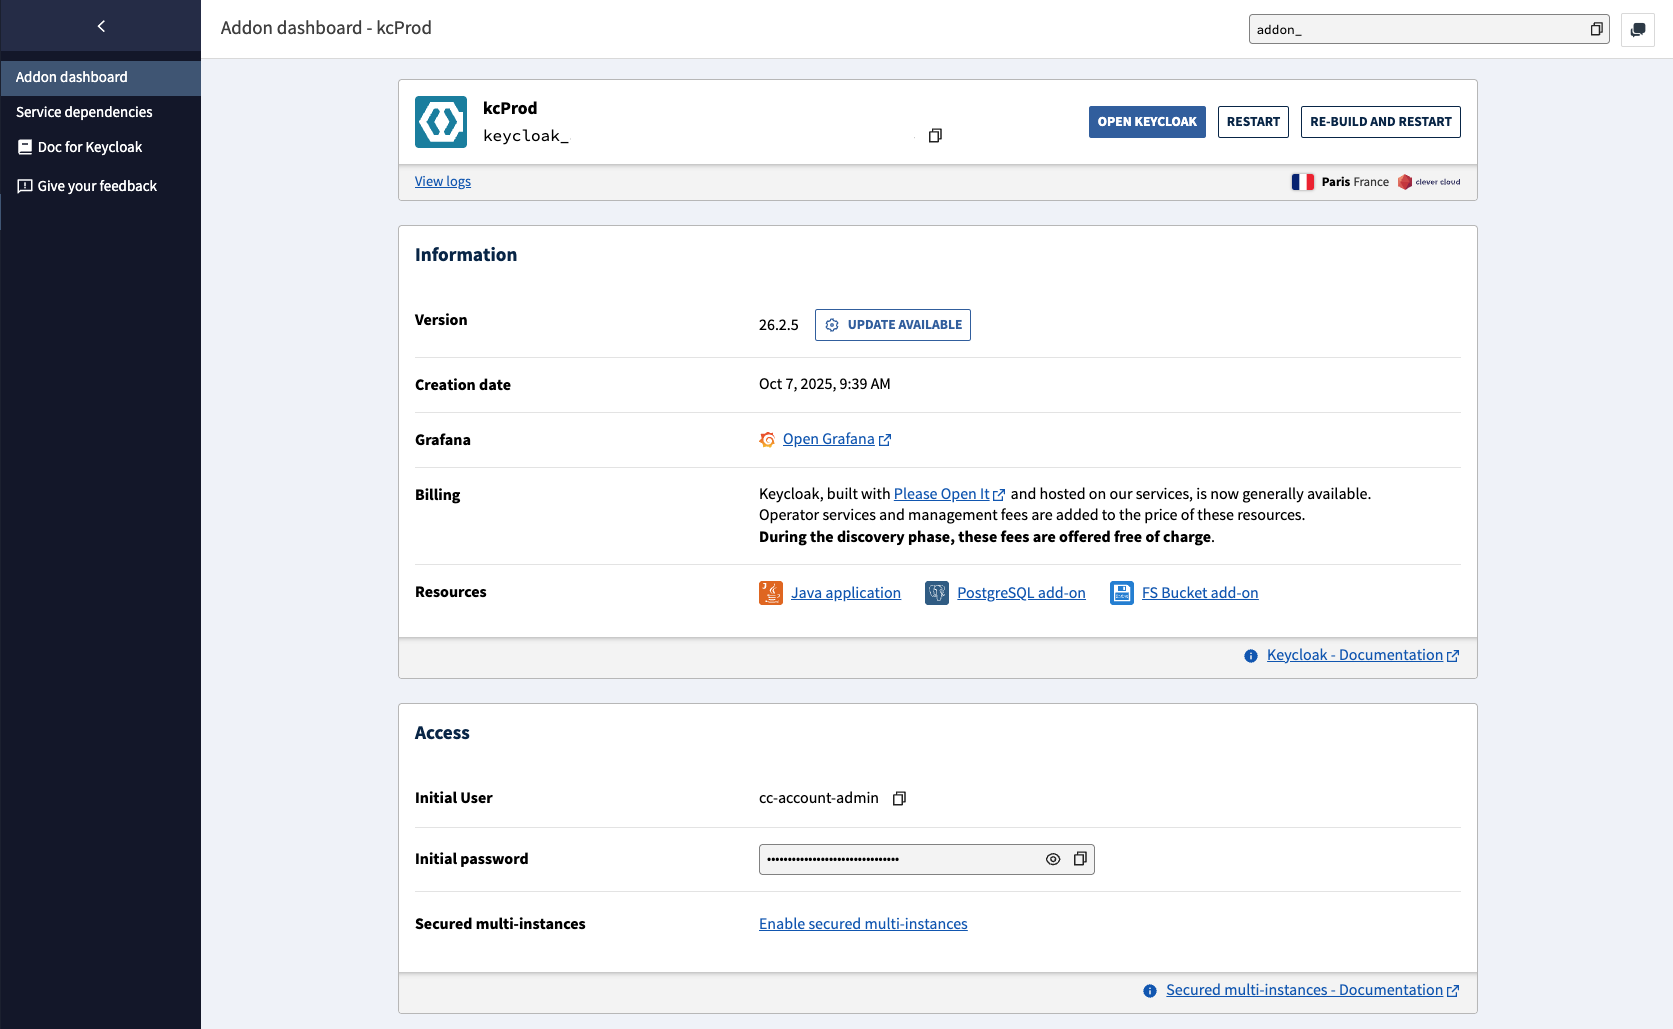 Addon dashboard - kcProd
addon_
Addon dashboard
Service dependencies
Doc for Keycloak
Give your feedback
kcProd
keycloak_
OPEN KEYCLOAK
RESTART
RE-BUILD AND RESTART
View logs
Paris France
clever cloud
Information
Version
26.2.5
UPDATE AVAILABLE
Creation date
Oct 7, 2025, 9:39 AM
Grafana
Open Grafana
Billing
Keycloak, built with Please Open It and hosted on our services, is now generally available.
Operator services and management fees are added to the price of these resources.
During the discovery phase, these fees are offered free of charge.
Resources
Java application
PostgreSQL add-on
FS Bucket add-on
Keycloak - Documentation
Access
Initial User
cc-account-admin
Initial password
Secured multi-instances
Enable secured multi-instances
Secured multi-instances - Documentation